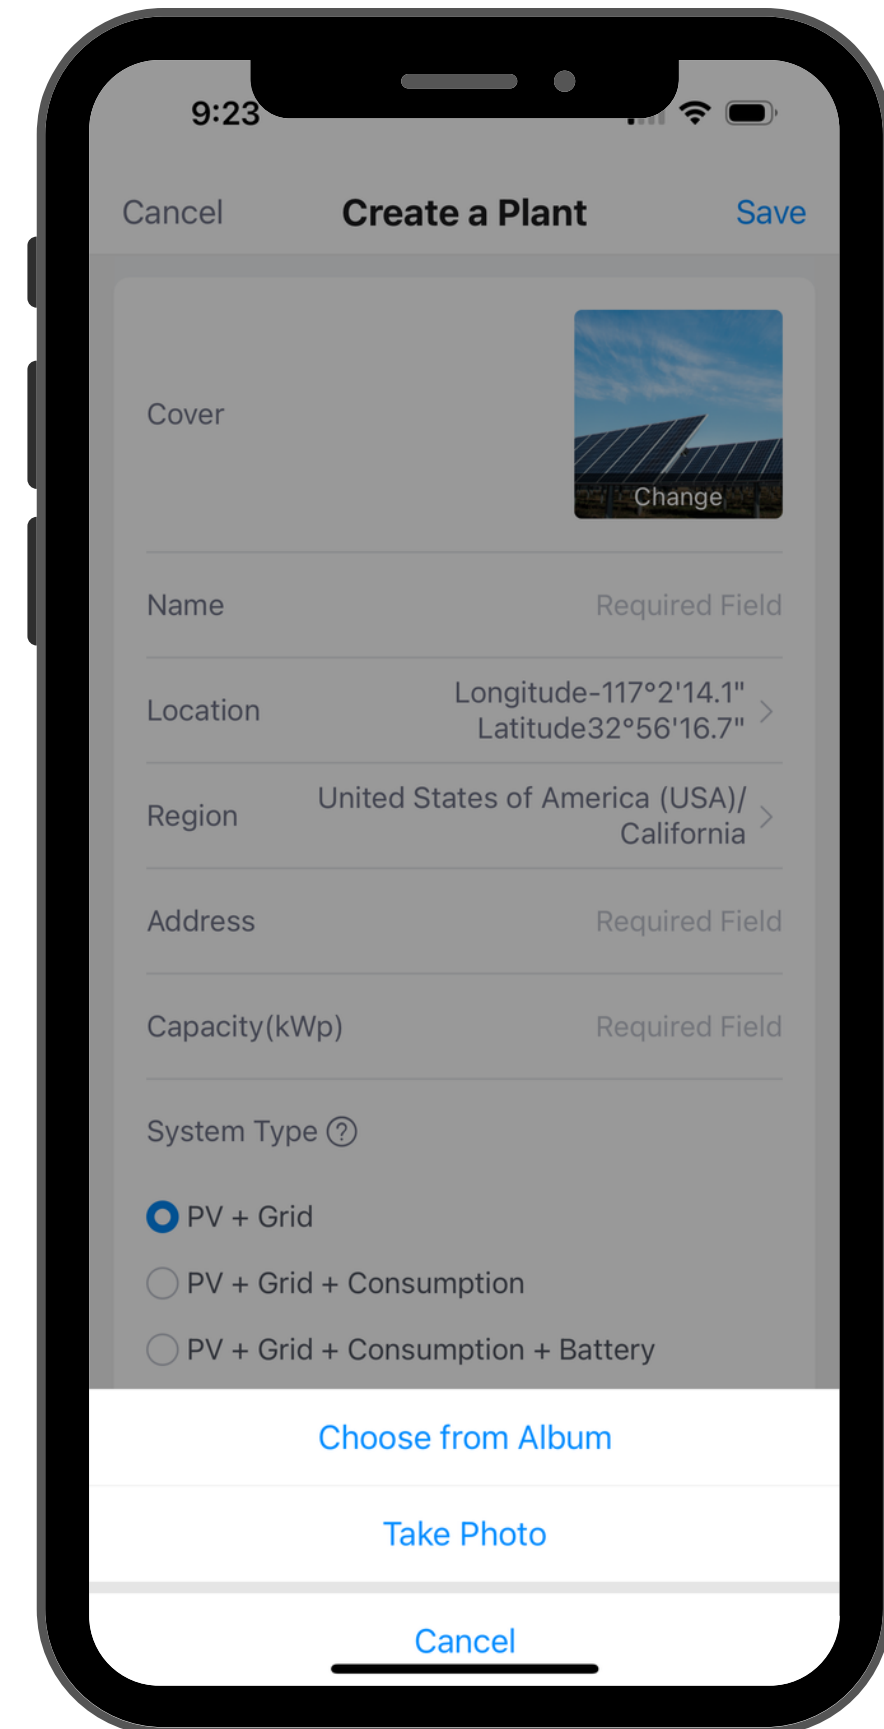 9:23
Cancel Create a Plant Save
Cover
Change
Name Required Field
Location Longitude-117°2'14.1"
Latitude32°56'16.7"
Region United States of America (USA)/
California
Address Required Field
Capacity(kWp) Required Field
System Type ?
PV + Grid
PV + Grid + Consumption
PV + Grid + Consumption + Battery
Choose from Album
Take Photo
Cancel